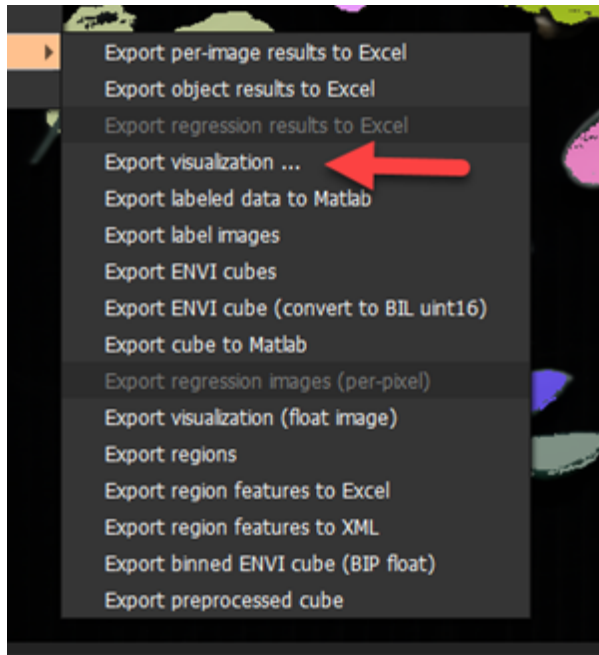 Export per-image results to Excel
Export object results to Excel
Export regression results to Excel
Export visualization ...
Export labeled data to Matlab
Export label images
Export ENVI cubes
Export ENVI cube (convert to BIL uint16)
Export cube to Matlab
Export regression images (per-pixel)
Export visualization (float image)
Export regions
Export region features to Excel
Export region features to XML
Export binned ENVI cube (BIP float)
Export preprocessed cube